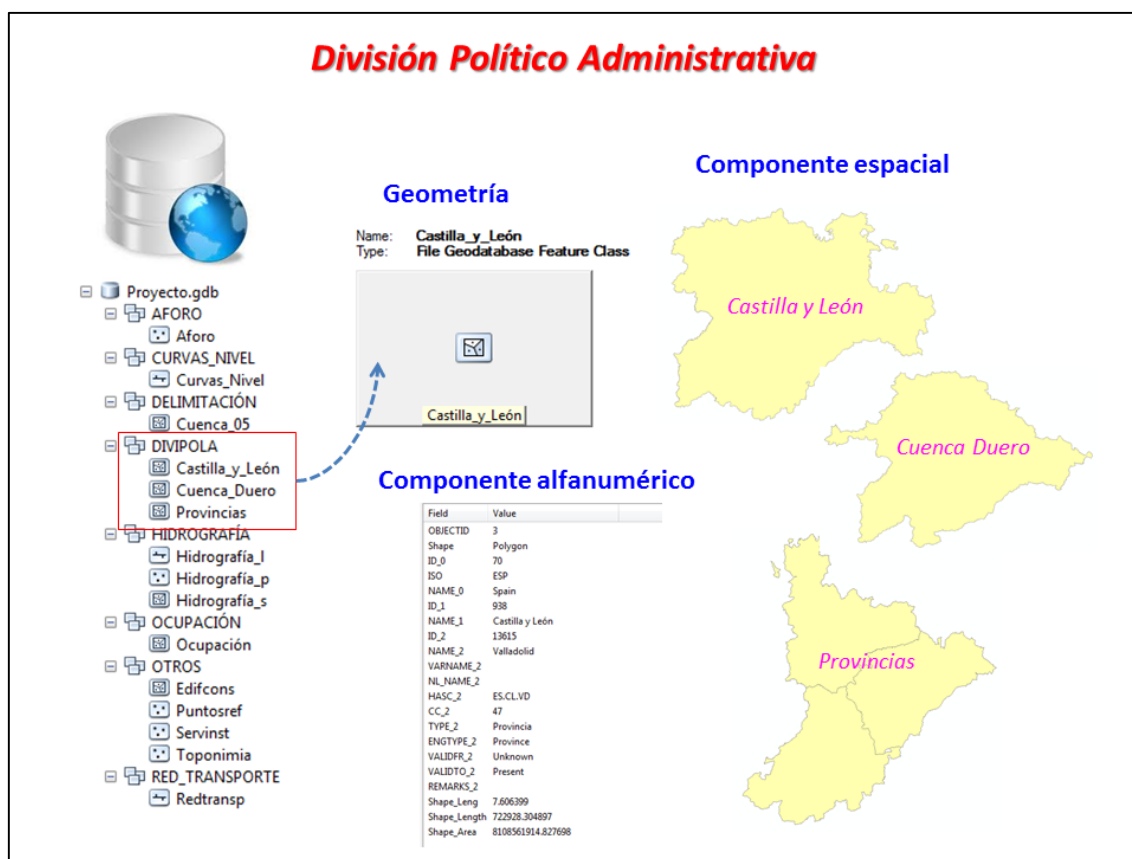 División Político Administrativa
Proyecto.gdb
AFORO
Aforo
CURVAS_NIVEL
Curvas_Nivel
DELIMITACIÓN
Cuenca_05
DIVIPOLA
Castilla_y_León
Cuenca_Duero
Provincias
HIDROGRAFÍA
Hidrografía_l
Hidrografía_p
Hidrografía_s
OCUPACIÓN
Ocupación
OTROS
Edifcons
Puntosref
Servinst
Toponimia
RED_TRANSPORTE
Redtransp
Geometría
Name: Castilla_y_León
Type: File Geodatabase Feature Class
Castilla_y_León
Componente alfanumérico
Field Value
OBJECTID 3
Shape Polygon
ID_0 70
ISO ESP
NAME_0 Spain
ID_1 938
NAME_1 Castilla y León
ID_2 13615
NAME_2 Valladolid
VARNAME_2
NL_NAME_2
HASC_2 ES.CL.VD
CC_2 47
TYPE_2 Provincia
ENGTYPE_2 Province
VALIDFR_2 Unknown
VALIDTO_2 Present
REMARKS_2
Shape_Leng 7.606399
Shape_Length 722928.304897
Shape_Area 8108561914.827698
Componente espacial
Castilla y León
Cuenca Duero
Provincias